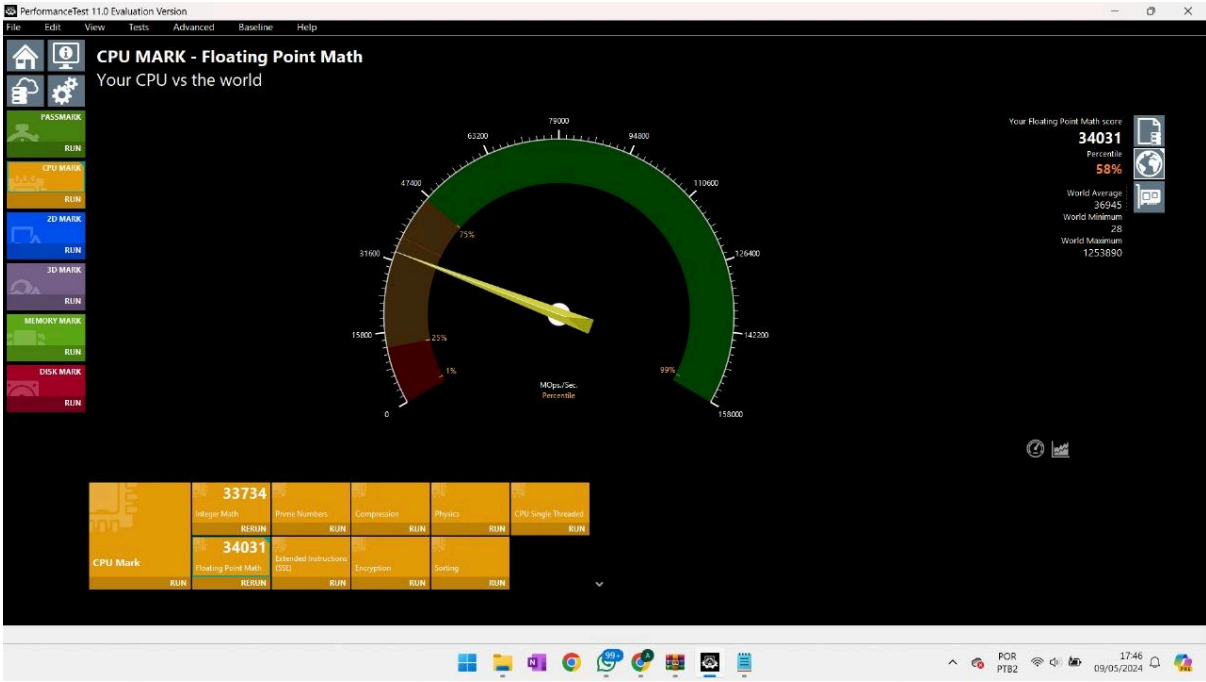 PerformanceTest 11.0 Evaluation Version
File Edit View Tests Advanced Baseline Help
CPU MARK - Floating Point Math
Your CPU vs the world
PASSMARK
RUN
CPU MARK
RUN
2D MARK
RUN
3D MARK
RUN
MEMORY MARK
RUN
DISK MARK
RUN
0
15800
31600
47400
63200
79000
94800
110600
126400
142200
158000
1%
25%
75%
99%
MOps./Sec.
Percentile
Your Floating Point Math score
34031
Percentile
58%
World Average
36945
World Minimum
28
World Maximum
1253890
CPU Mark
RUN
33734
Integer Math
RERUN
Prime Numbers
RUN
Compression
RUN
Physics
RUN
CPU Single Threaded
RUN
34031
Floating Point Math
RERUN
Extended Instructions
(SSE)
RUN
Encryption
RUN
Sorting
RUN
99+
A
POR
PTB2
17:46
09/05/2024
PRE